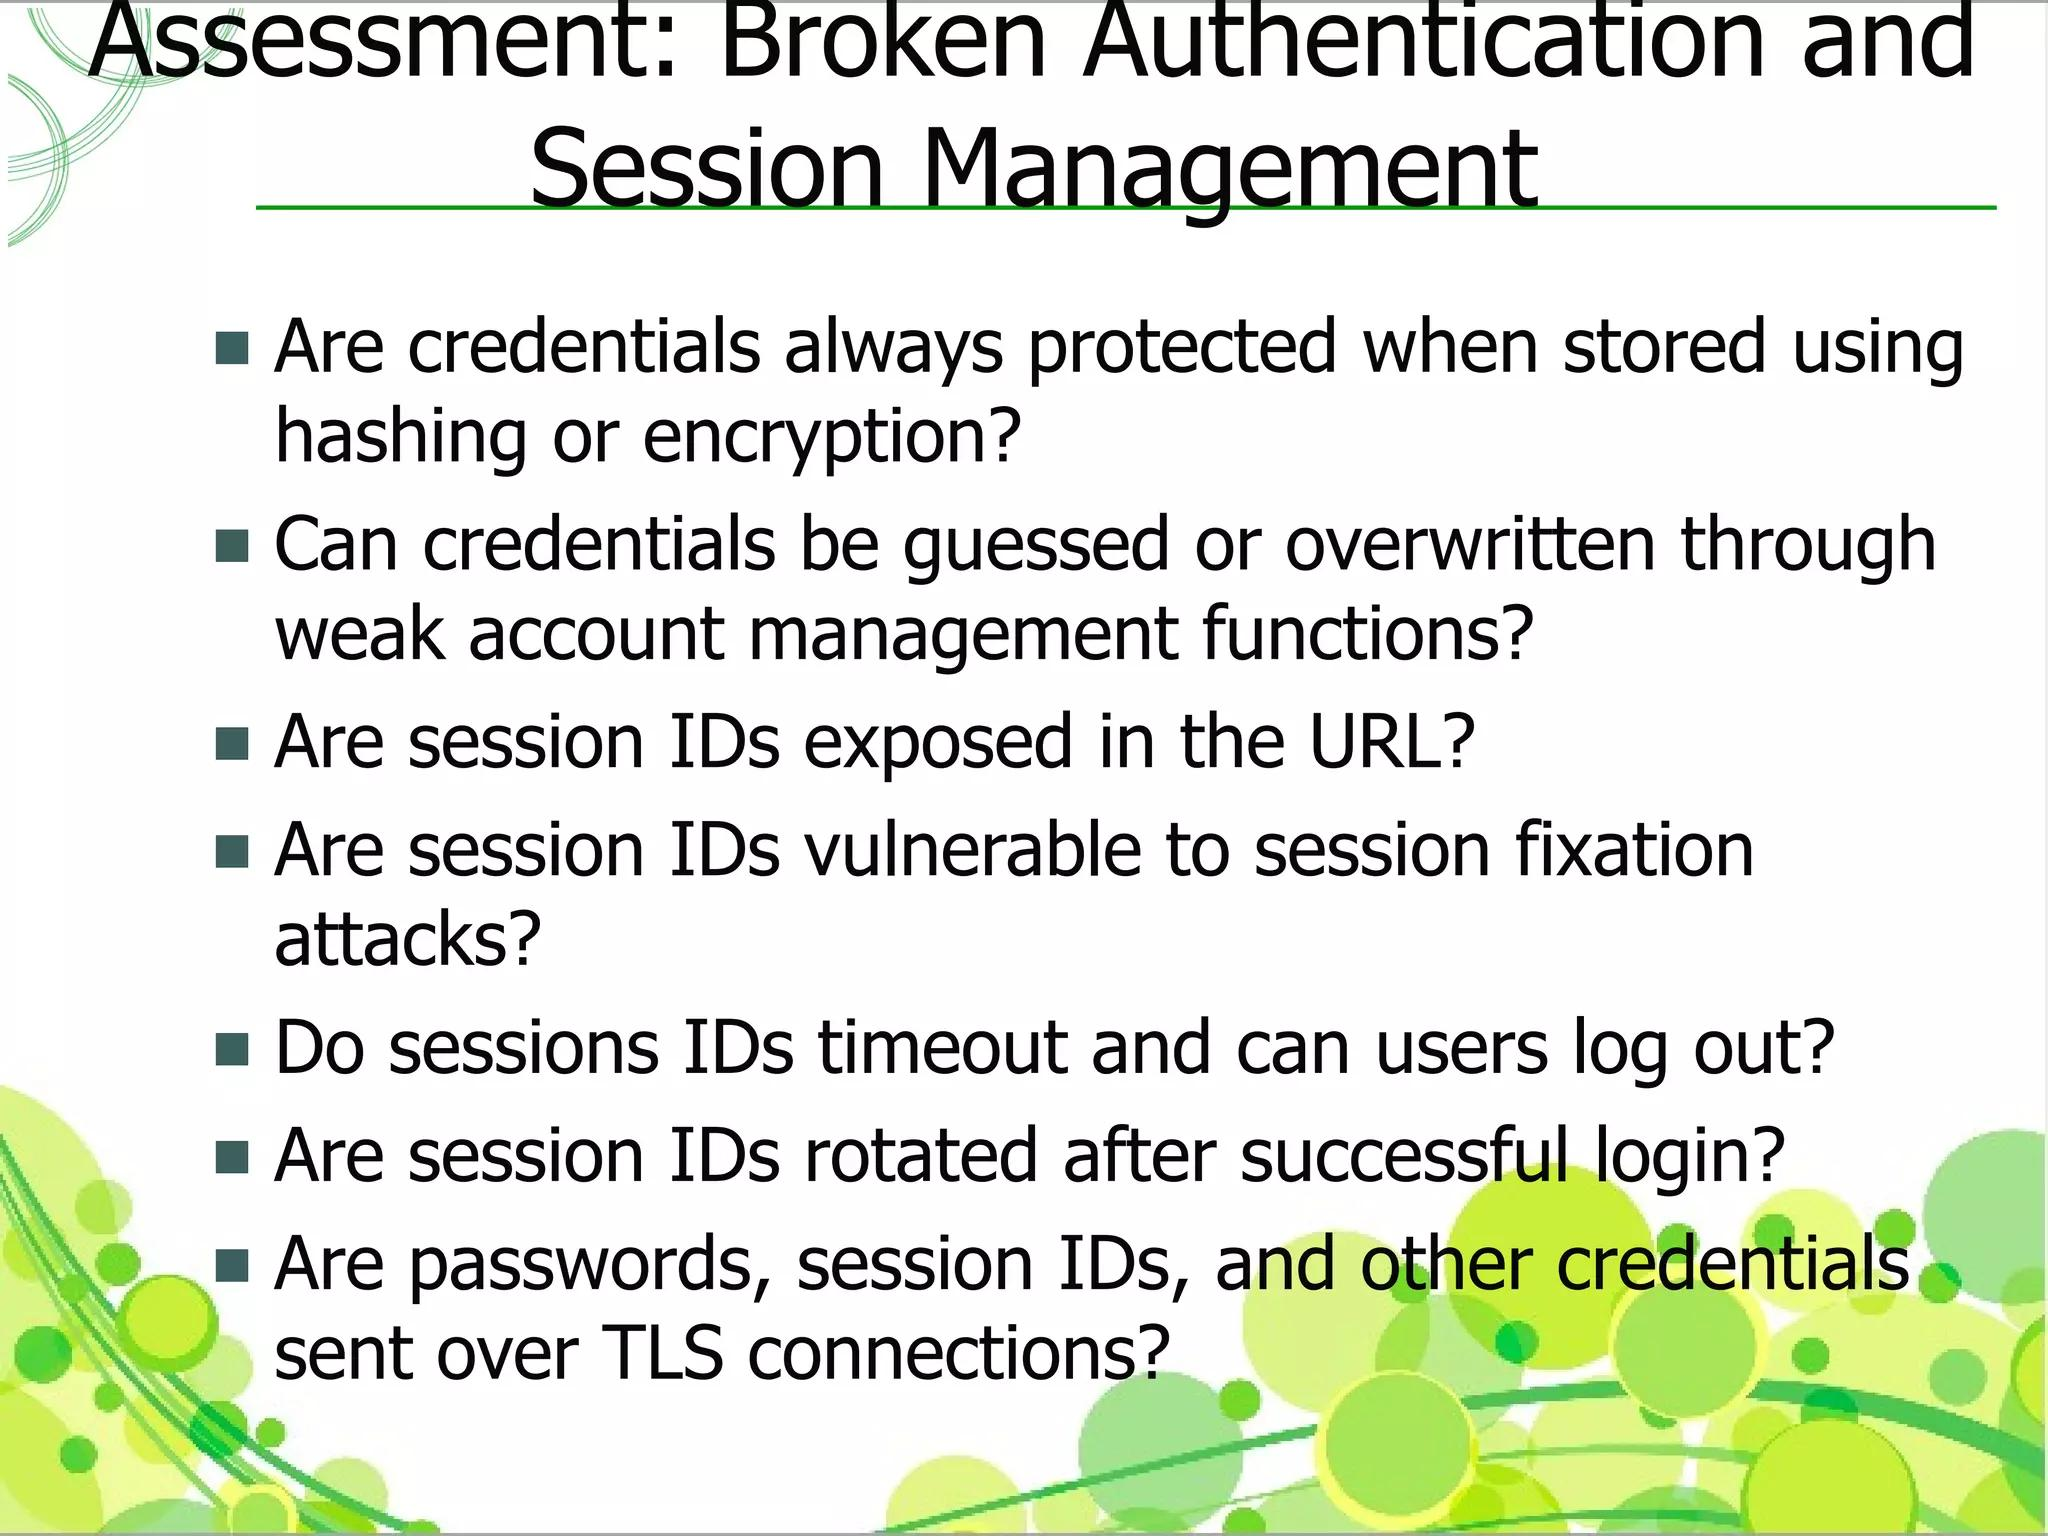 Assessment: Broken Authentication and
Session Management
Are credentials always protected when stored using
hashing or encryption?
Can credentials be guessed or overwritten through
weak account management functions?
Are session IDs exposed in the URL?
Are session IDs vulnerable to session fixation
attacks?
Do sessions IDs timeout and can users log out?
Are session IDs rotated after successful login?
Are passwords, session IDs, and other credentials
sent over TLS connections?